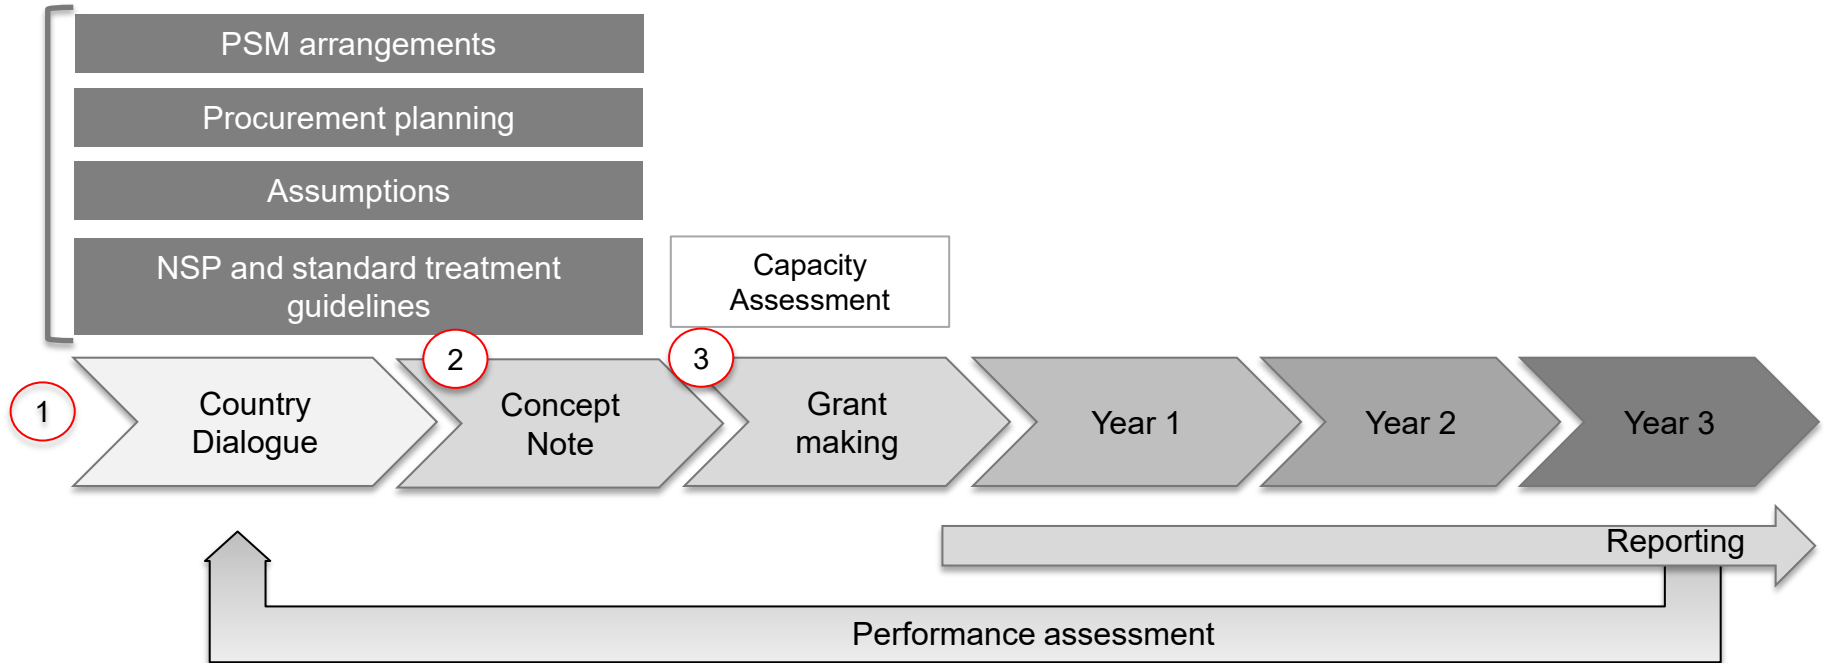 PSM arrangements
Procurement planning
Assumptions
NSP and standard treatment
guidelines
Capacity
Assessment
1
2
3
Country
Dialogue
Concept
Note
Grant
making
Year 1
Year 2
Year 3
Reporting
Performance assessment